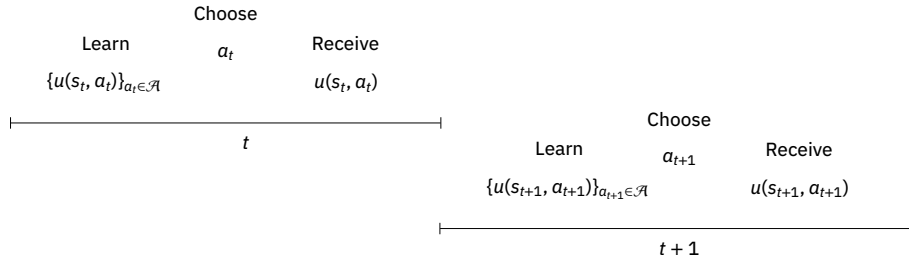 Choose
Learn
a_t
Receive
{u(s_t, a_t)}_{a_t∈𝒜}
u(s_t, a_t)
t
Choose
Learn
a_{t+1}
Receive
{u(s_{t+1}, a_{t+1})}_{a_{t+1}∈𝒜}
u(s_{t+1}, a_{t+1})
t + 1